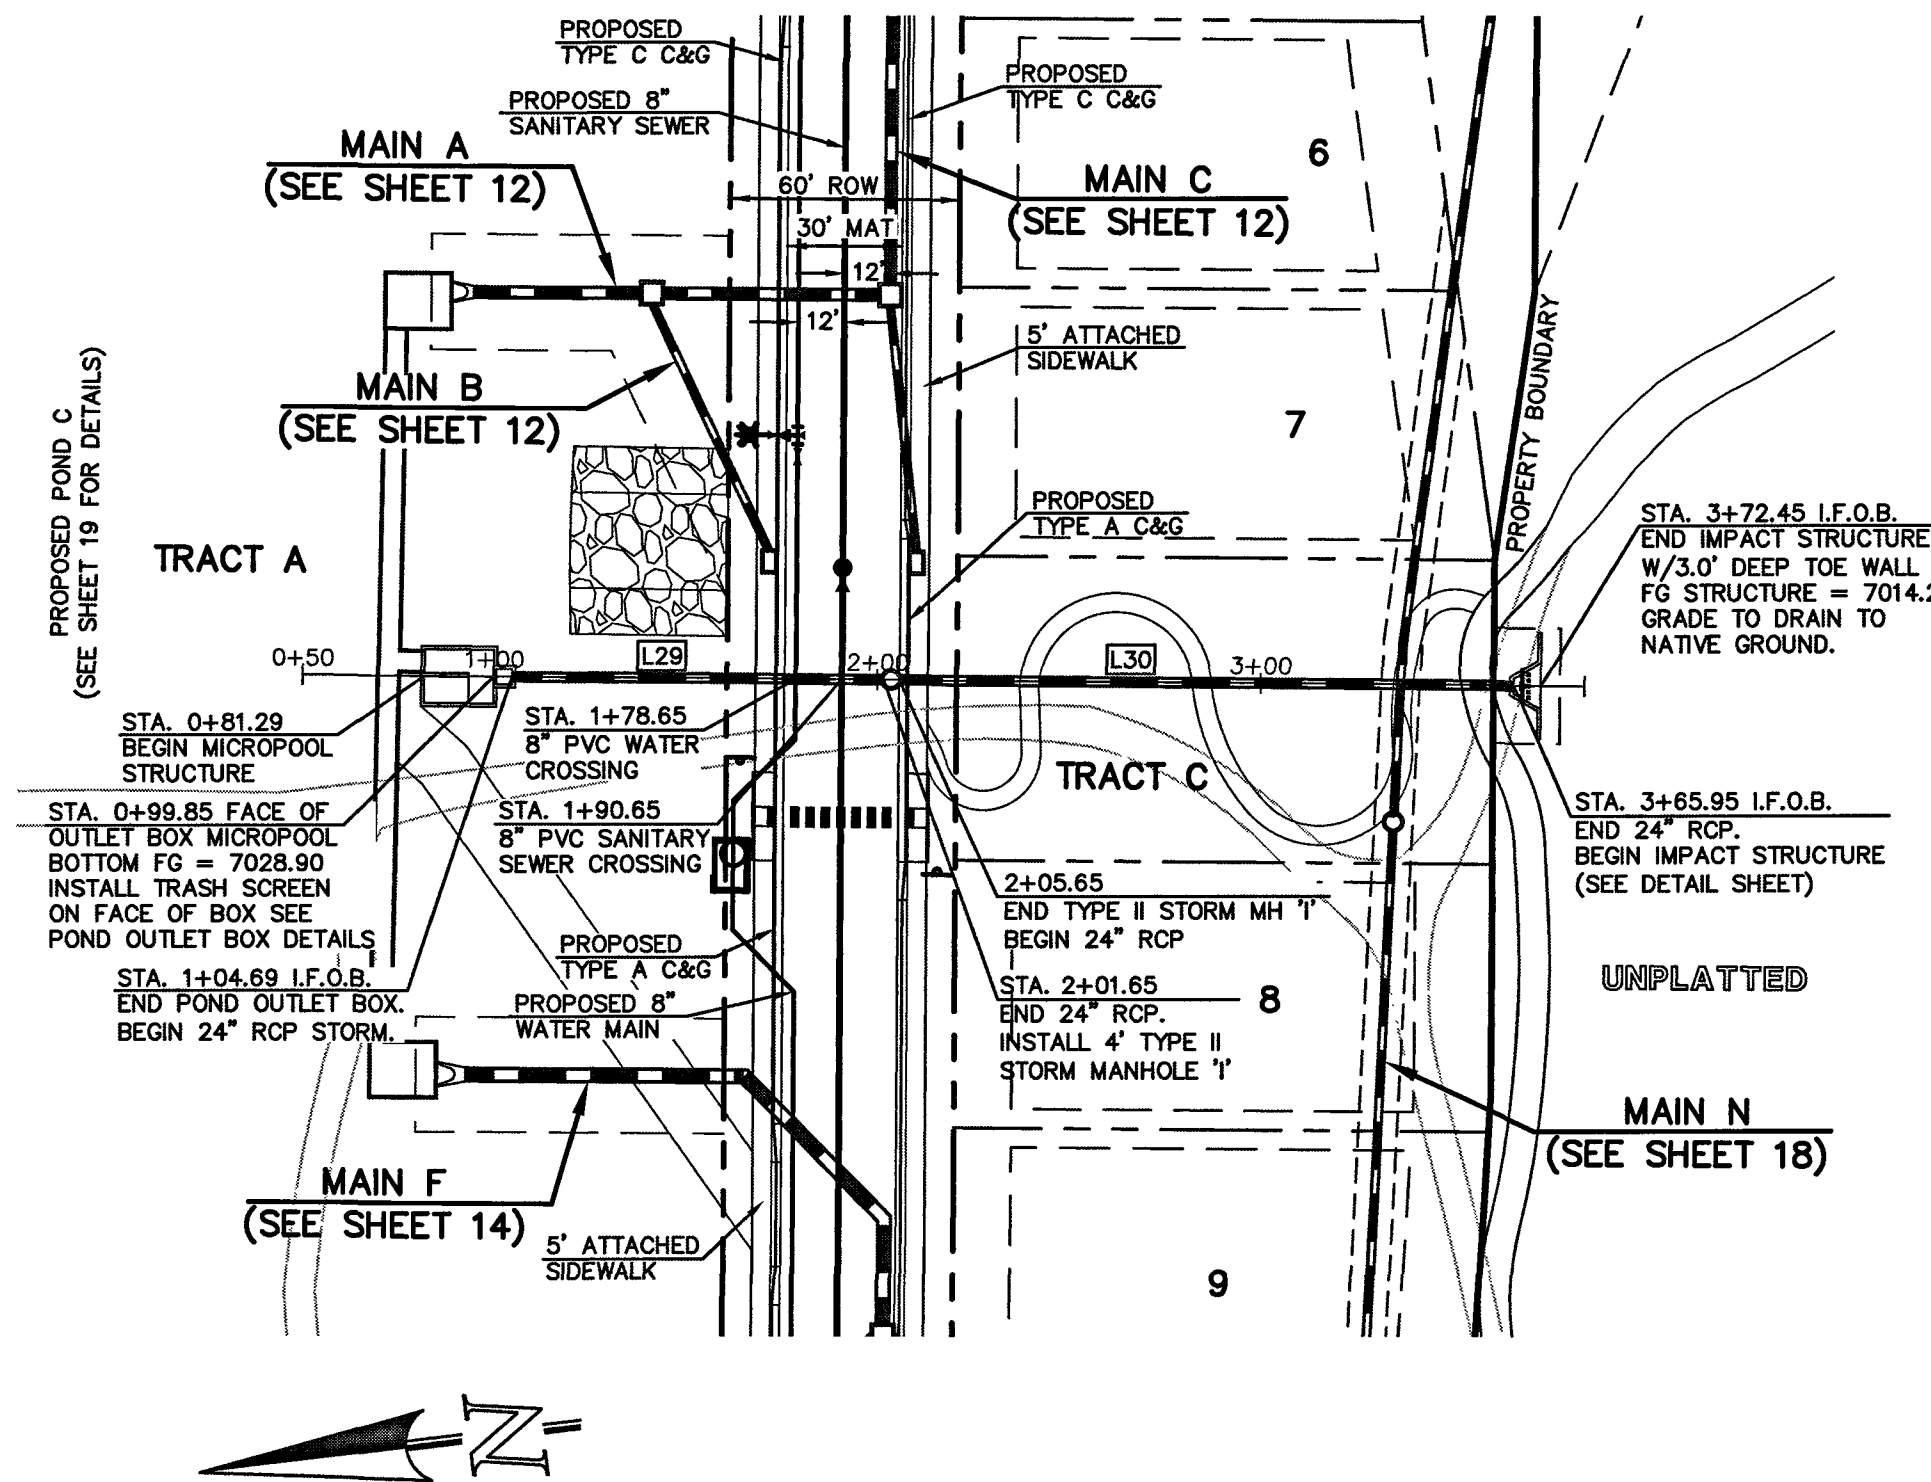 PROPOSED
TYPE C C&G
PROPOSED 8"
SANITARY SEWER
PROPOSED
TYPE C C&G
6
MAIN A
(SEE SHEET 12)
60' ROW
MAIN C
(SEE SHEET 12)
30' MAT
12'
12'
5' ATTACHED
SIDEWALK
PROPERTY BOUNDARY
MAIN B
(SEE SHEET 12)
7
PROPOSED POND C
(SEE SHEET 19 FOR DETAILS)
TRACT A
PROPOSED
TYPE A C&G
STA. 3+72.45 I.F.O.B.
END IMPACT STRUCTURE
W/3.0' DEEP TOE WALL
FG STRUCTURE = 7014.2
GRADE TO DRAIN TO
NATIVE GROUND.
0+50
1+00
L29
2+00
L30
3+00
STA. 0+81.29
BEGIN MICROPOOL
STRUCTURE
STA. 1+78.65
8" PVC WATER
CROSSING
TRACT C
STA. 0+99.85 FACE OF
OUTLET BOX MICROPOOL
BOTTOM FG = 7028.90
INSTALL TRASH SCREEN
ON FACE OF BOX SEE
POND OUTLET BOX DETAILS
STA. 1+90.65
8" PVC SANITARY
SEWER CROSSING
STA. 3+65.95 I.F.O.B.
END 24" RCP.
BEGIN IMPACT STRUCTURE
(SEE DETAIL SHEET)
2+05.65
END TYPE II STORM MH 'I'
BEGIN 24" RCP
PROPOSED
TYPE A C&G
STA. 1+04.69 I.F.O.B.
END POND OUTLET BOX.
BEGIN 24" RCP STORM.
PROPOSED 8"
WATER MAIN
STA. 2+01.65
END 24" RCP.
INSTALL 4' TYPE II
STORM MANHOLE 'I'
8
UNPLATTED
MAIN N
(SEE SHEET 18)
MAIN F
(SEE SHEET 14)
5' ATTACHED
SIDEWALK
9
N